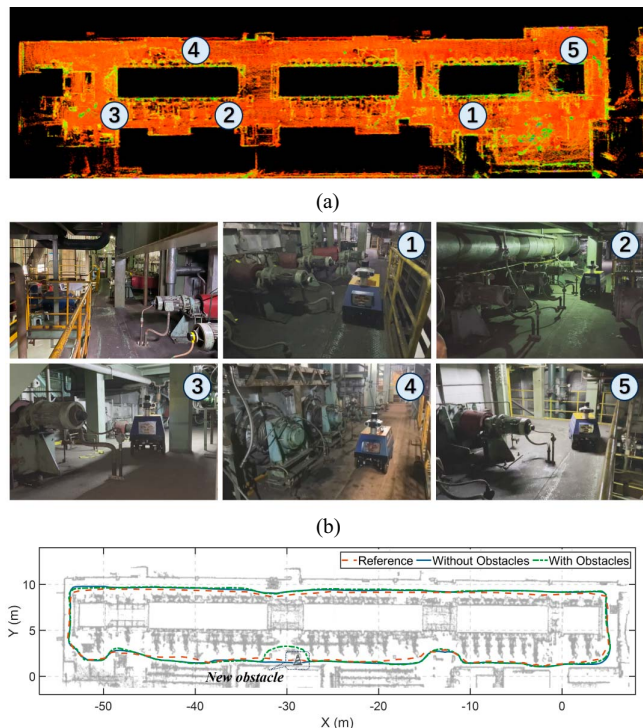 4
5
3
2
1
(a)
1
2
3
4
5
(b)
Reference Without Obstacles With Obstacles
10
5
0
Y (m)
New obstacle
-50 -40 -30 -20 -10 0
X (m)